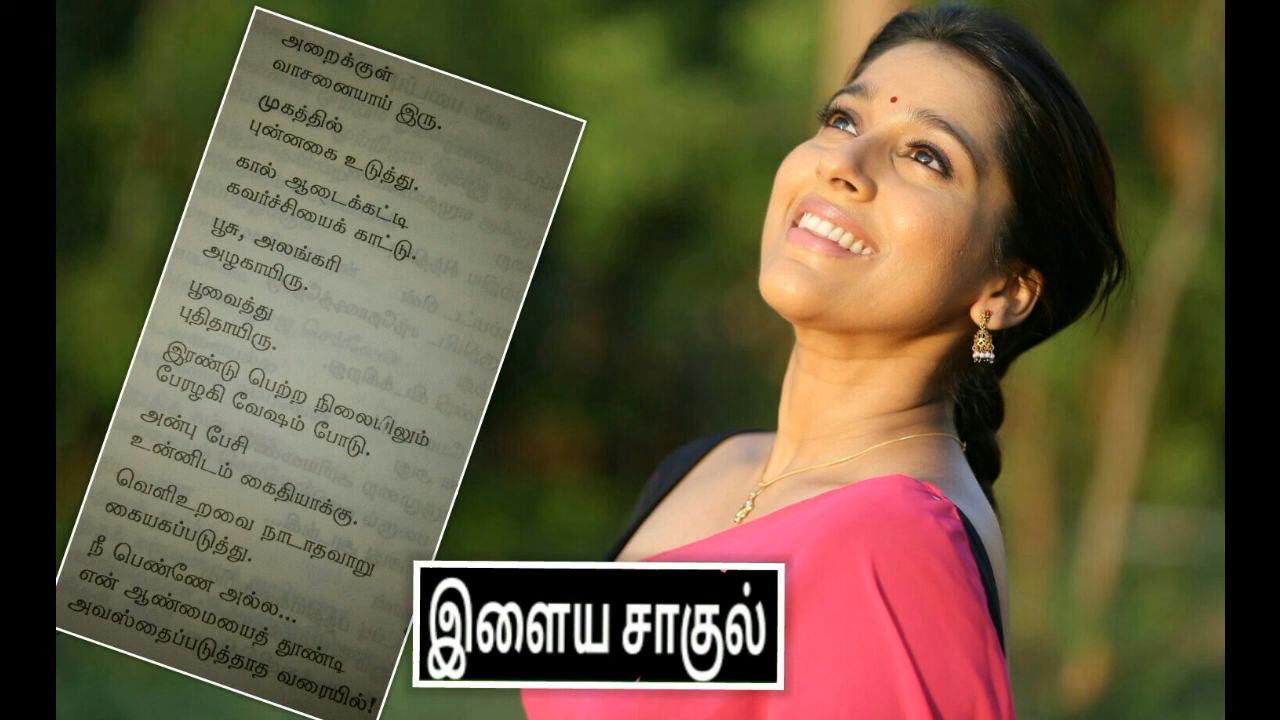 அறைக்குள்
வாசனையாய் இரு.
முகத்தில்
புன்னகை உடுத்து.
கால் ஆடைக்கட்டி
கவர்ச்சியைக் காட்டு.
பூசு, அலங்கரி
அழகாயிரு.
பூவைத்து
புதிதாயிரு.
இரண்டு பெற்ற நிலையிலும்
பேரழகி வேஷம் போடு.
அன்பு பேசி
உன்னிடம் கைதியாக்கு.
வெளிஉறவை நாடாதவாறு
கையகப்படுத்து.
நீ பெண்ணே அல்ல...
என் ஆண்மையைத் தூண்டி
அவஸ்தைப்படுத்தாத வரையில்!
இளைய சாகுல்